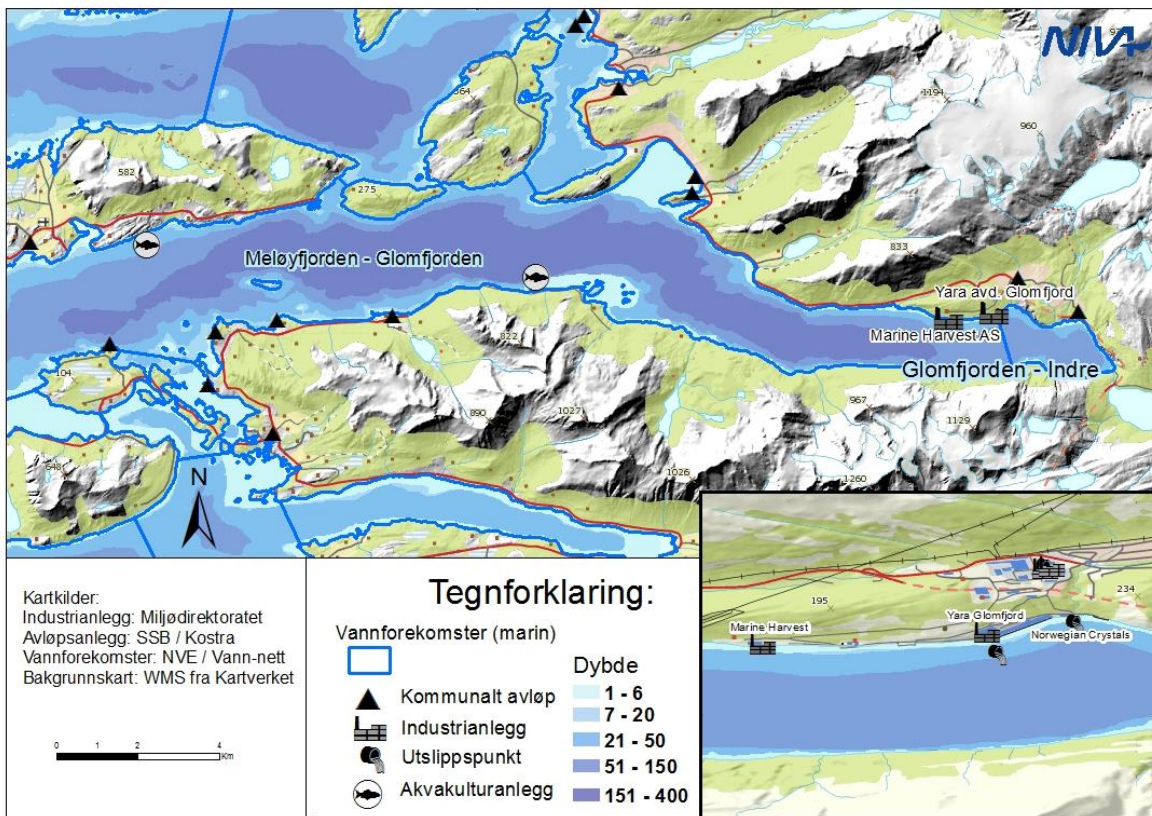 NIVA
1194
960
582
564
275
833
Meløyfjorden - Glomfjorden
Yara avd. Glomfjord
Marine Harvest AS
Glomfjorden - Indre
822
104
890
1027
967
1129
648
1026
1260
N
Kartkilder:
Industrianlegg: Miljødirektoratet
Avløpsanlegg: SSB / Kostra
Vannforekomster: NVE / Vann-nett
Bakgrunnskart: WMS fra Kartverket
0 1 2 4
Km
Tegnforklaring:
Vannforekomster (marin)
Kommunalt avløp
Industrianlegg
Utslippspunkt
Akvakulturanlegg
Dybde
1 - 6
7 - 20
21 - 50
51 - 150
151 - 400
195
234
Marine Harvest
Yara Glomfjord
Norwegian Crystals